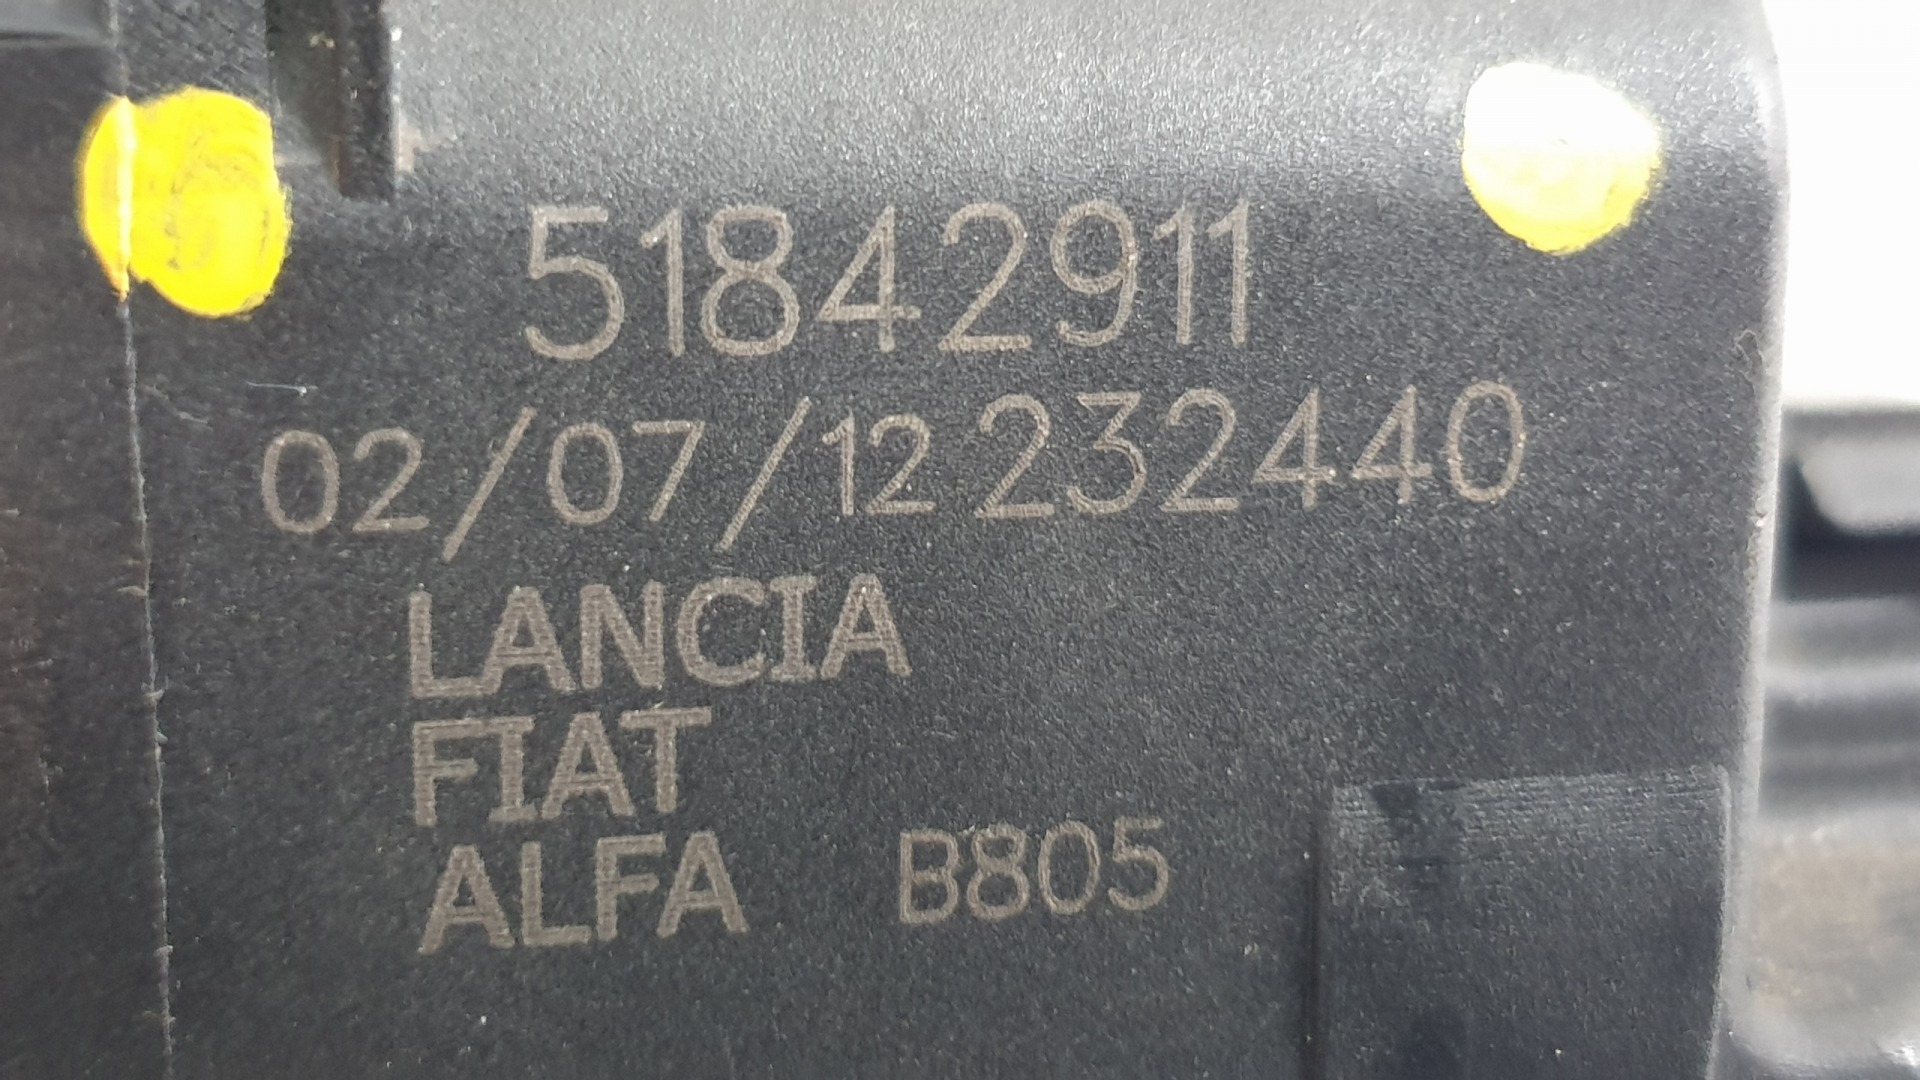 51842911
02/07/12 232440
LANCIA
FIAT
ALFA B805